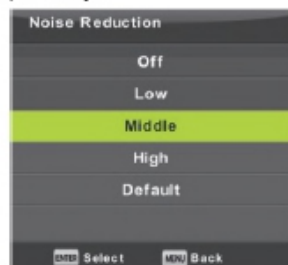 Noise Reduction
Off
Low
Middle
High
Default
ENTER Select MENU Back